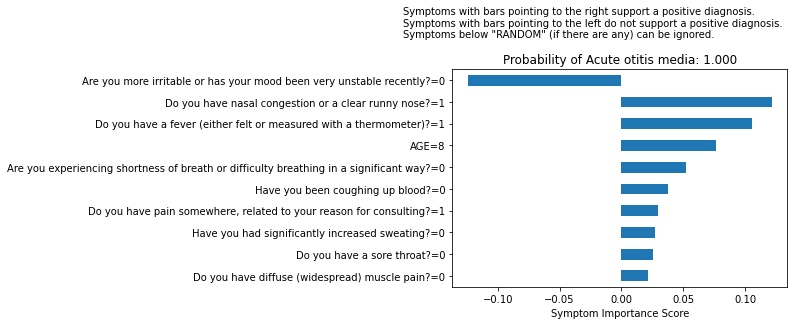 Symptoms with bars pointing to the right support a positive diagnosis.
Symptoms with bars pointing to the left do not support a positive diagnosis.
Symptoms below "RANDOM" (if there are any) can be ignored.
Probability of Acute otitis media: 1.000
Are you more irritable or has your mood been very unstable recently?=0
Do you have nasal congestion or a clear runny nose?=1
Do you have a fever (either felt or measured with a thermometer)?=1
AGE=8
Are you experiencing shortness of breath or difficulty breathing in a significant way?=0
Have you been coughing up blood?=0
Do you have pain somewhere, related to your reason for consulting?=1
Have you had significantly increased sweating?=0
Do you have a sore throat?=0
Do you have diffuse (widespread) muscle pain?=0
−0.10 −0.05 0.00 0.05 0.10
Symptom Importance Score